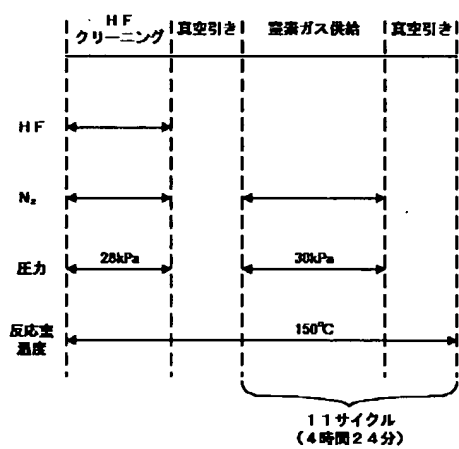 HF
クリーニング
真空引き
窒素ガス供給
真空引き
HF
N₂
圧力
28kPa
30kPa
反応室
温度
150℃
11サイクル
(4時間24分)